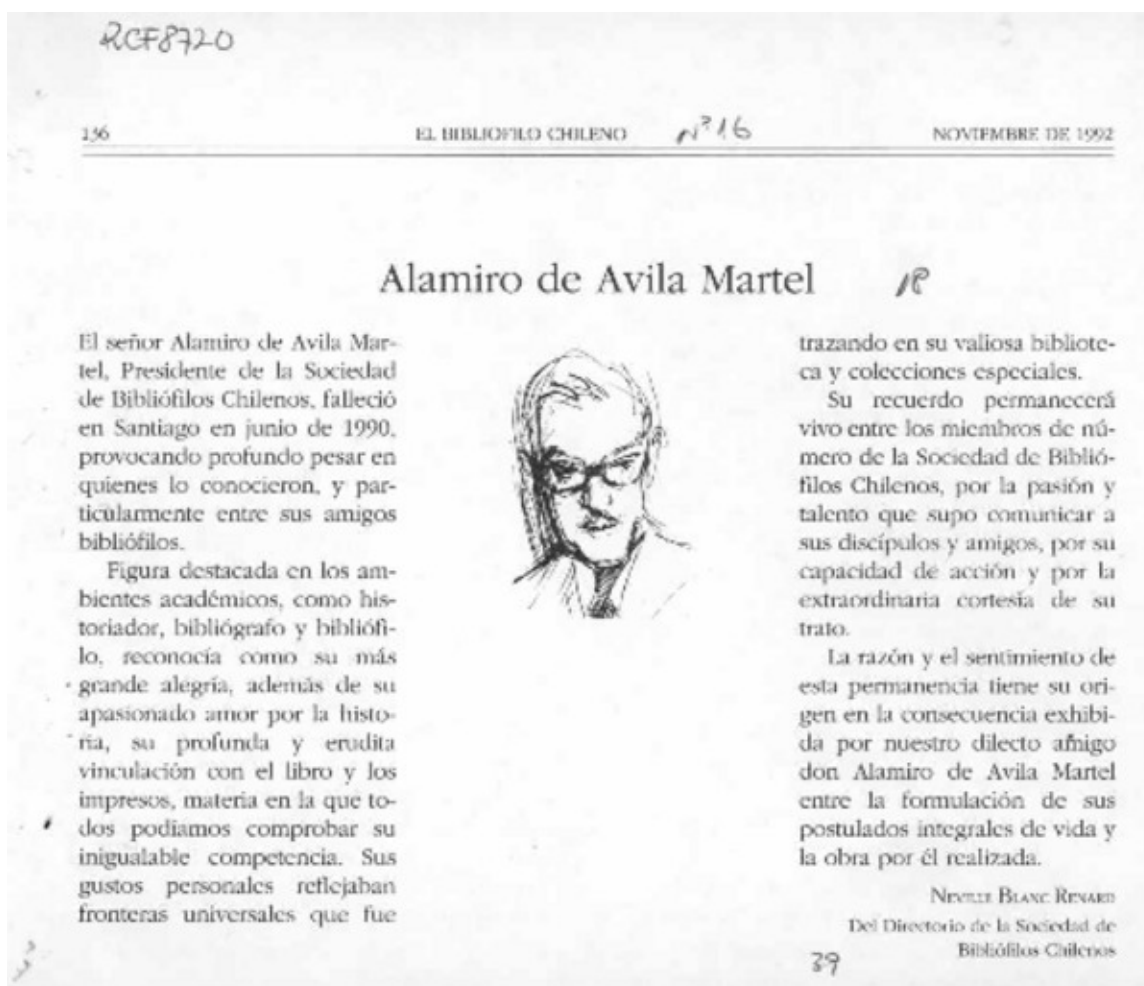 RCF8720
136 EL BIBLIOFILO CHILENO Nº 16 NOVIEMBRE DE 1992
Alamiro de Avila Martel
El señor Alamiro de Avila Mar-
tel, Presidente de la Sociedad
de Bibliófilos Chilenos, falleció
en Santiago en junio de 1990,
provocando profundo pesar en
quienes lo conocieron, y par-
ticularmente entre sus amigos
bibliófilos.
Figura destacada en los am-
bientes académicos, como his-
toriador, bibliógrafo y bibliófi-
lo, reconocía como su más
grande alegría, además de su
apasionado amor por la histo-
ria, su profunda y erudita
vinculación con el libro y los
impresos, materia en la que to-
dos podíamos comprobar su
inigualable competencia. Sus
gustos personales reflejaban
fronteras universales que fue
trazando en su valiosa bibliote-
ca y colecciones especiales.
Su recuerdo permanecerá
vivo entre los miembros de nú-
mero de la Sociedad de Biblió-
filos Chilenos, por la pasión y
talento que supo comunicar a
sus discípulos y amigos, por su
capacidad de acción y por la
extraordinaria cortesía de su
trato.
La razón y el sentimiento de
esta permanencia tiene su ori-
gen en la consecuencia exhibi-
da por nuestro dilecto amigo
don Alamiro de Avila Martel
entre la formulación de sus
postulados integrales de vida y
la obra por él realizada.
NEVILLE BLANC RENARD
Del Directorio de la Sociedad de
Bibliófilos Chilenos
39